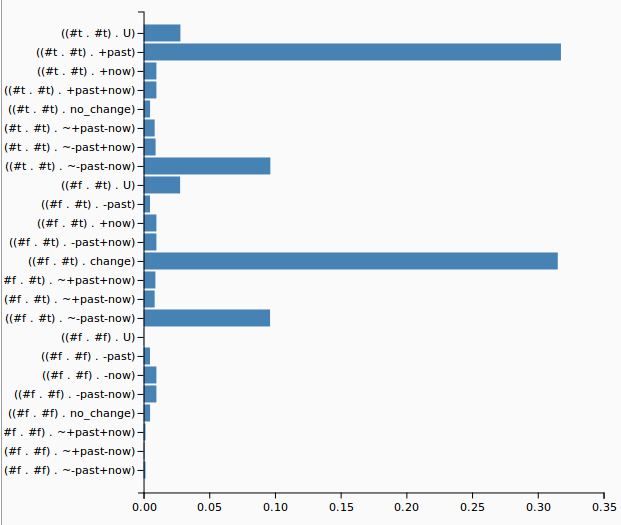 ((#t . #t) . U)
((#t . #t) . +past)
((#t . #t) . +now)
((#t . #t) . +past+now)
((#t . #t) . no_change)
(#t . #t) . ~+past-now)
(#t . #t) . ~-past+now)
((#t . #t) . ~-past-now)
((#f . #t) . U)
((#f . #t) . -past)
((#f . #t) . +now)
((#f . #t) . -past+now)
((#f . #t) . change)
#f . #t) . ~+past+now)
(#f . #t) . ~+past-now)
((#f . #t) . ~-past-now)
((#f . #f) . U)
((#f . #f) . -past)
((#f . #f) . -now)
((#f . #f) . -past-now)
((#f . #f) . no_change)
#f . #f) . ~+past+now)
(#f . #f) . ~+past-now)
(#f . #f) . ~-past+now)
0.00 0.05 0.10 0.15 0.20 0.25 0.30 0.35